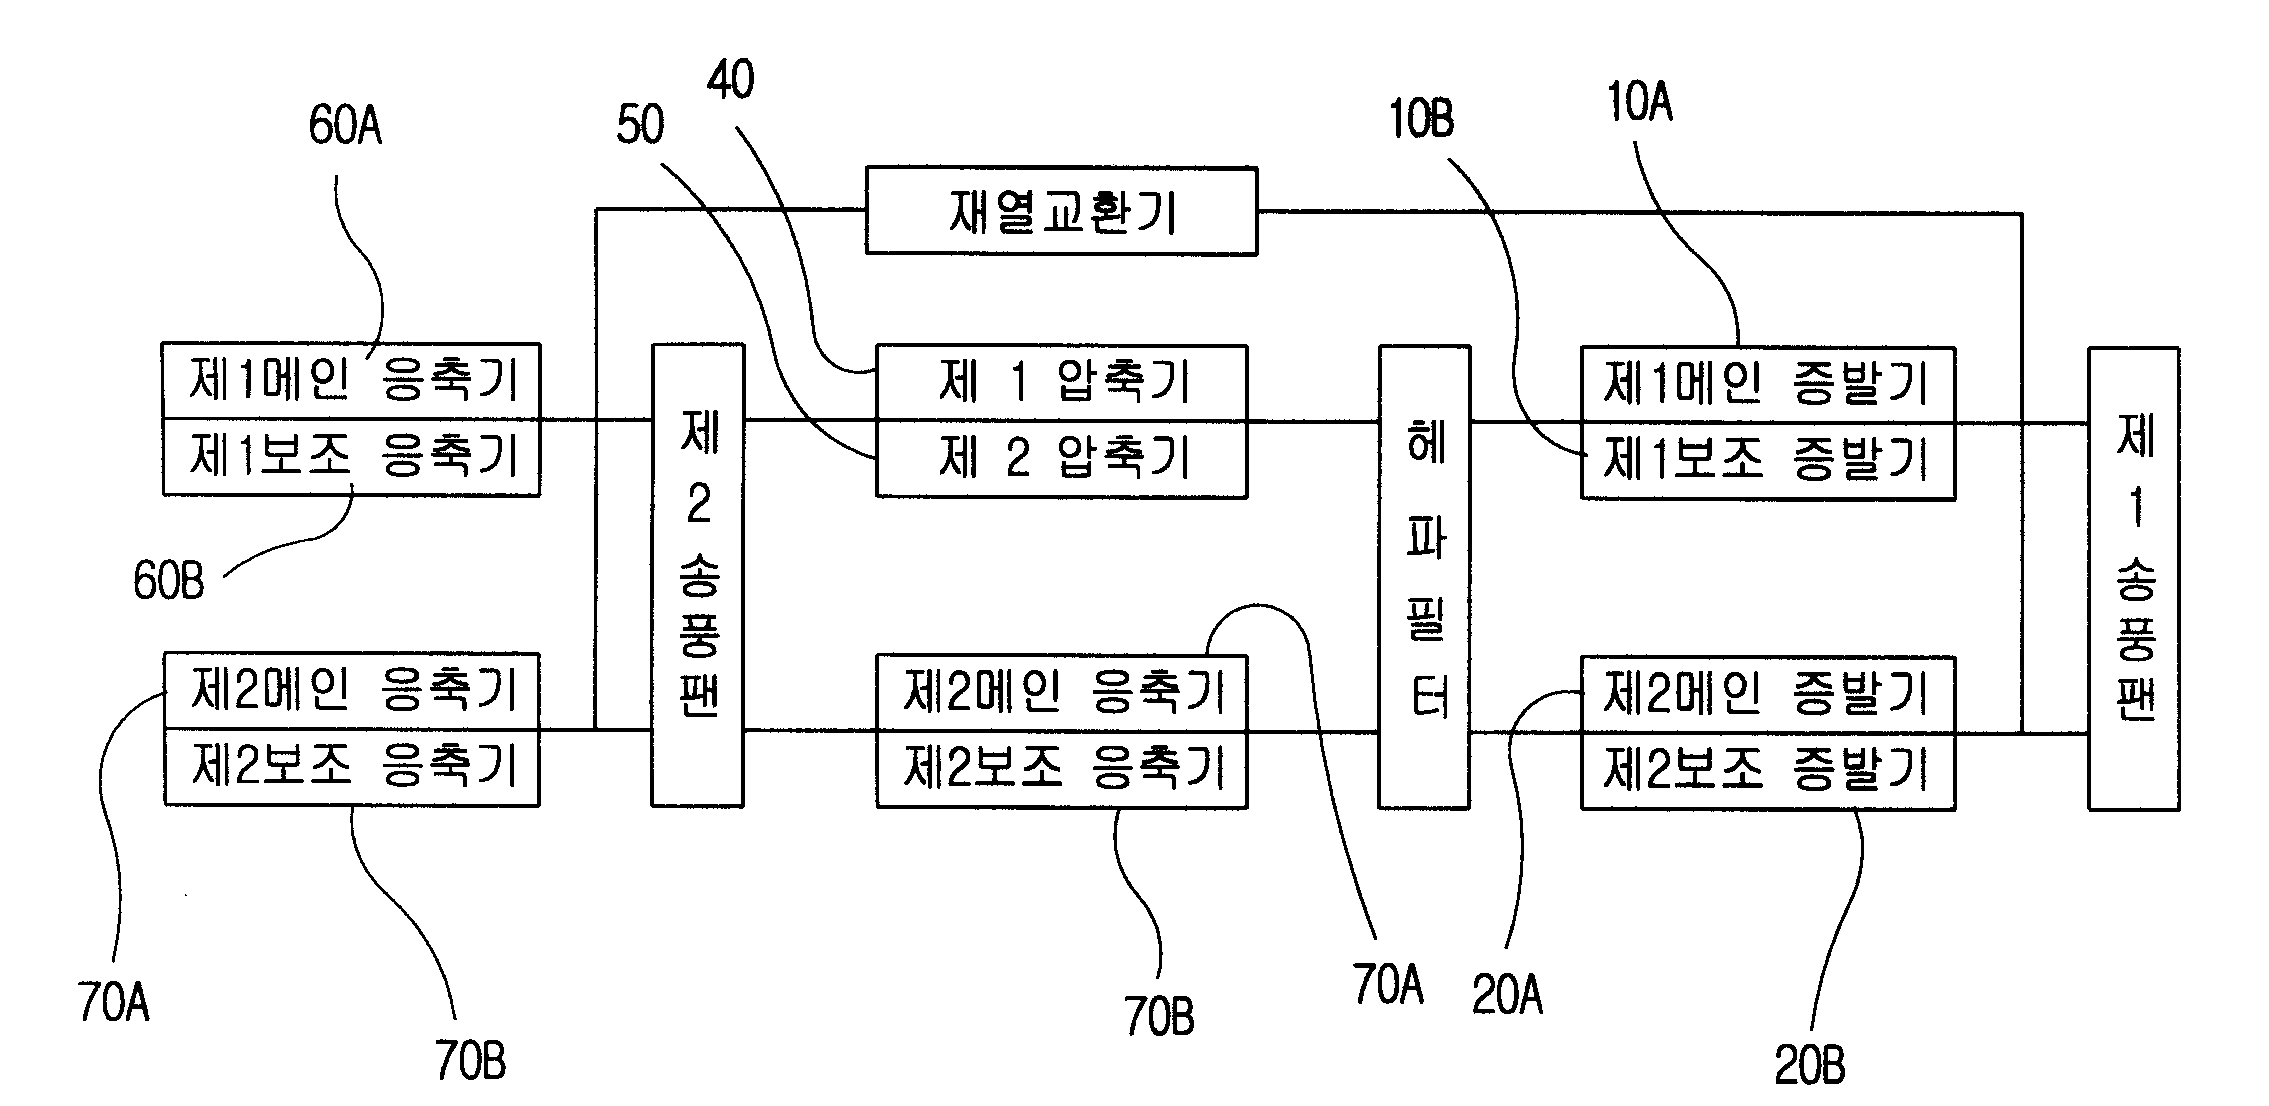 40
10A
10B
60A
50
재열교환기
제1메인 응축기
제1보조 응축기
제2송풍팬
제 1 압축기
제 2 압축기
헤파필터
제1메인 증발기
제1보조 증발기
제1송풍팬
60B
제2메인 응축기
제2보조 응축기
제2메인 응축기
제2보조 응축기
제2메인 증발기
제2보조 증발기
70A
70B
70B
70A
20A
20B